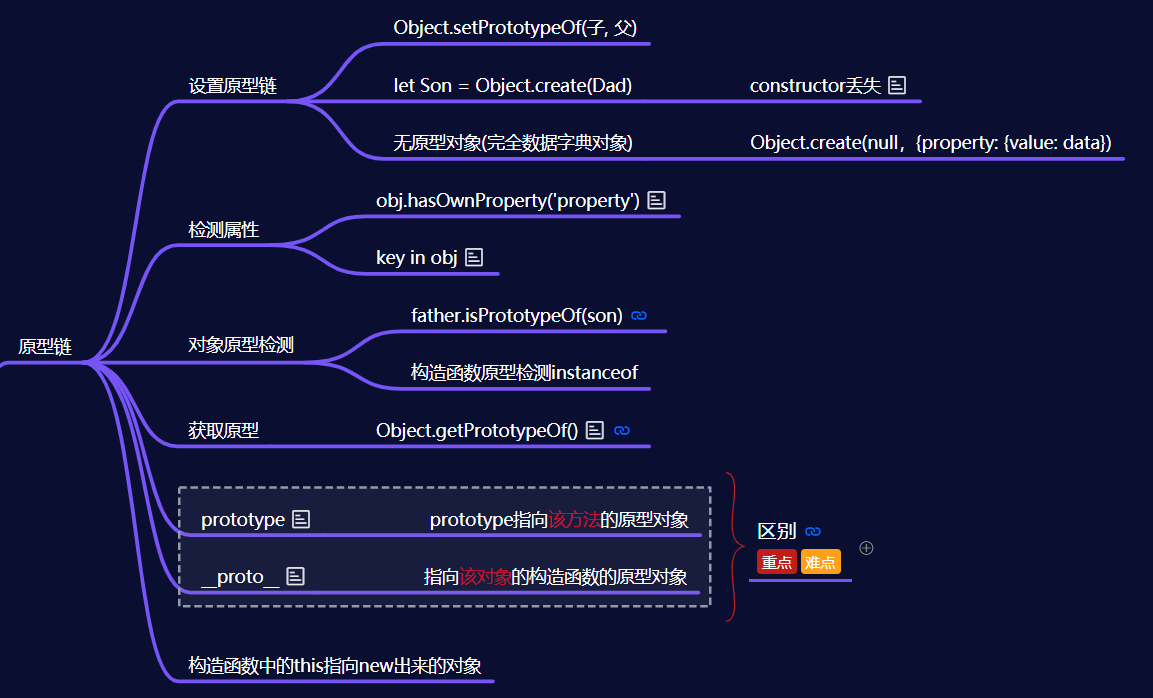 原型链
设置原型链
Object.setPrototypeOf(子, 父)
let Son = Object.create(Dad)
constructor丢失
无原型对象(完全数据字典对象)
Object.create(null，{property: {value: data})
检测属性
obj.hasOwnProperty('property')
key in obj
对象原型检测
father.isPrototypeOf(son)
构造函数原型检测instanceof
获取原型
Object.getPrototypeOf()
prototype
prototype指向该方法的原型对象
__proto__
指向该对象的构造函数的原型对象
区别
重点 难点
构造函数中的this指向new出来的对象